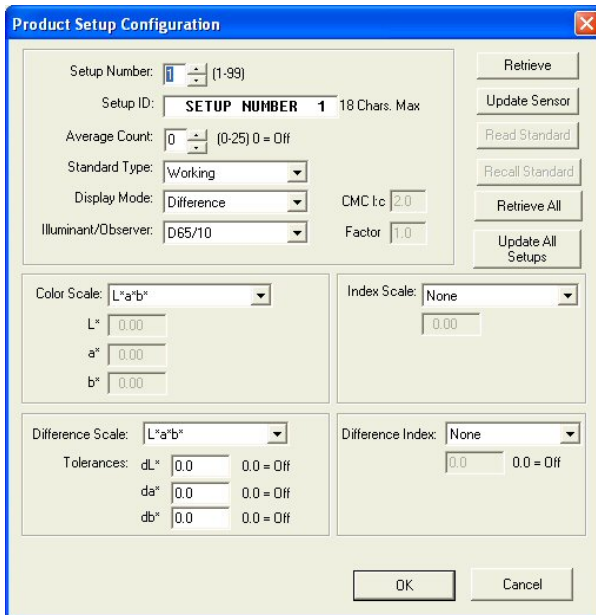 Product Setup Configuration
Setup Number: 1 (1-99)
Retrieve
Setup ID: SETUP NUMBER 1 18 Chars. Max
Update Sensor
Average Count: 0 (0-25) 0 = Off
Read Standard
Standard Type: Working
Recall Standard
Display Mode: Difference CMC l:c 2.0
Retrieve All
Illuminant/Observer: D65/10 Factor 1.0
Update All
Setups
Color Scale: L*a*b*
Index Scale: None
L* 0.00
0.00
a* 0.00
b* 0.00
Difference Scale: L*a*b*
Difference Index: None
Tolerances: dL* 0.0 0.0 = Off
0.0 0.0 = Off
da* 0.0 0.0 = Off
db* 0.0 0.0 = Off
OK
Cancel